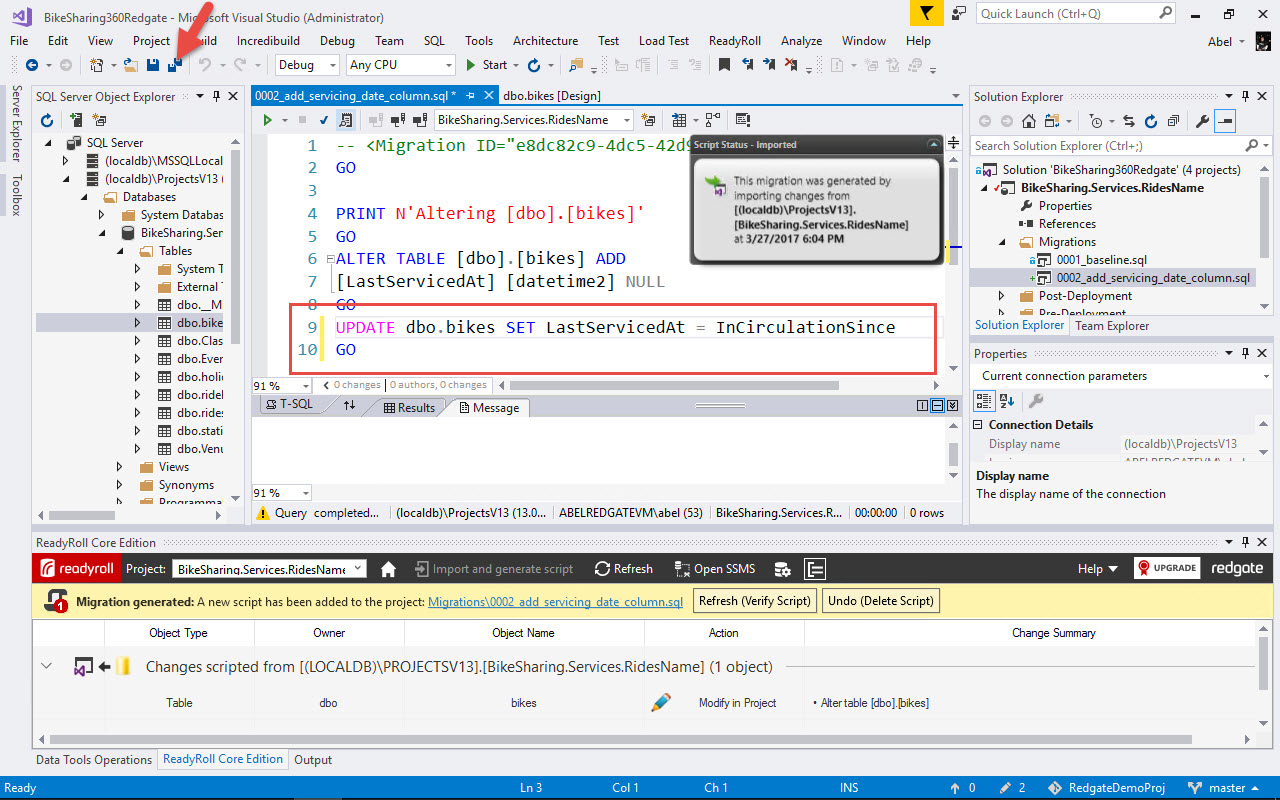 BikeSharing360Redgate - Microsoft Visual Studio (Administrator)
Quick Launch (Ctrl+Q)
File Edit View Project Build Incredibuild Debug Team SQL Tools Architecture Test Load Test ReadyRoll Analyze Window Help
Abel
Debug Any CPU Start
Server Explorer
Toolbox
SQL Server Object Explorer
SQL Server
(localdb)\MSSQLLocal
(localdb)\ProjectsV13 (
Databases
System Databas
BikeSharing.Ser
Tables
System T
External T
dbo.__M
dbo.bike
dbo.Clas
dbo.Even
dbo.holic
dbo.ridel
dbo.rides
dbo.stati
dbo.Venu
Views
Synonyms
Programma
0002_add_servicing_date_column.sql *
dbo.bikes [Design]
BikeSharing.Services.RidesName
1 -- <Migration ID="e8dc82c9-4dc5-42d9
2 GO
3
4 PRINT N'Altering [dbo].[bikes]'
5 GO
6 ALTER TABLE [dbo].[bikes] ADD
7 [LastServicedAt] [datetime2] NULL
8 GO
9 UPDATE dbo.bikes SET LastServicedAt = InCirculationSince
10 GO
Script Status - Imported
This migration was generated by
importing changes from
[(localdb)\ProjectsV13].
[BikeSharing.Services.RidesName]
at 3/27/2017 6:04 PM
91 % 0 changes | 0 authors, 0 changes
T-SQL Results Message
91 %
Query completed... (localdb)\ProjectsV13 (13.0... ABELREDGATEVM\abel (53) BikeSharing.Services.R... 00:00:00 0 rows
Solution Explorer
Search Solution Explorer (Ctrl+;)
Solution 'BikeSharing360Redgate' (4 projects)
BikeSharing.Services.RidesName
Properties
References
Migrations
0001_baseline.sql
0002_add_servicing_date_column.sql
Post-Deployment
Pre-Deployment
Solution Explorer Team Explorer
Properties
Current connection parameters
Connection Details
Display name (localdb)\ProjectsV13
Display name
The display name of the connection
ReadyRoll Core Edition
readyroll Project: BikeSharing.Services.RidesName Import and generate script Refresh Open SSMS Help UPGRADE redgate
1 Migration generated: A new script has been added to the project: Migrations\0002_add_servicing_date_column.sql Refresh (Verify Script) Undo (Delete Script)
Object Type Owner Object Name Action Change Summary
Changes scripted from [(LOCALDB)\PROJECTSV13].[BikeSharing.Services.RidesName] (1 object)
Table dbo bikes Modify in Project • Alter table [dbo].[bikes]
Data Tools Operations ReadyRoll Core Edition Output
Ready Ln 3 Col 1 Ch 1 INS 0 2 RedgateDemoProj master